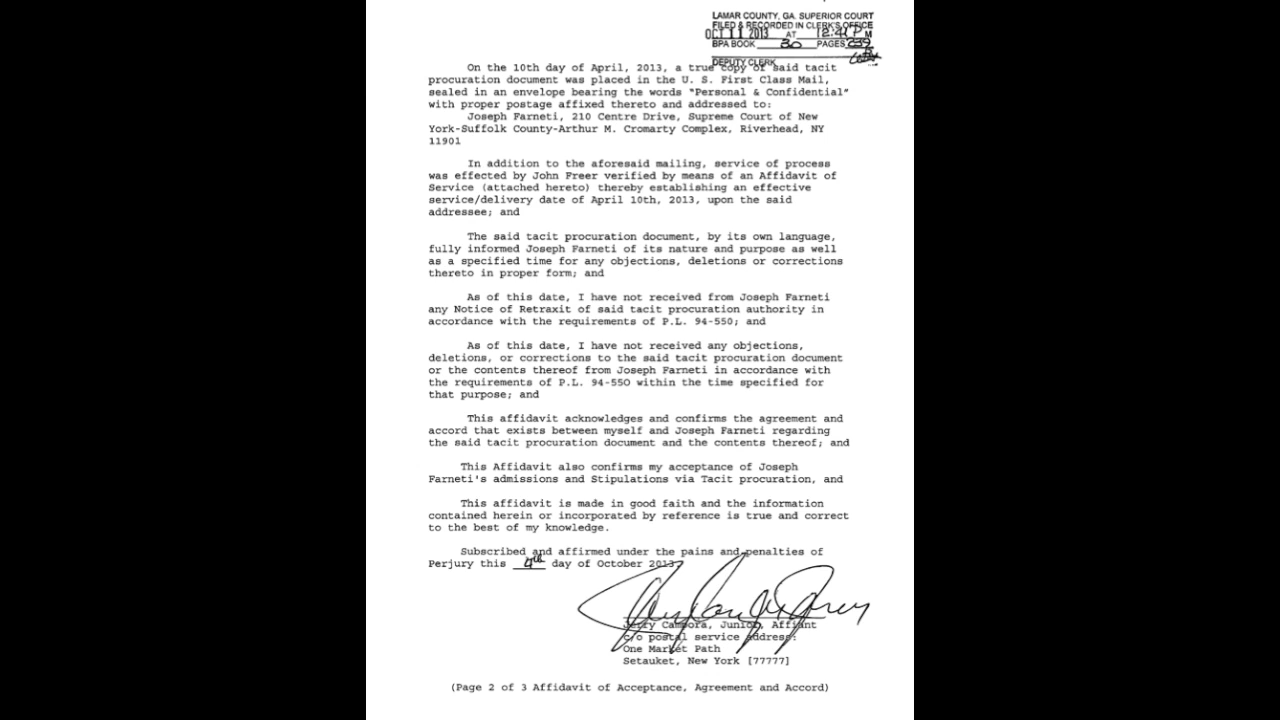 LAMAR COUNTY, GA. SUPERIOR COURT
FILED & RECORDED IN CLERK'S OFFICE
OCT 11 2013 AT 12:41 P M
BPA BOOK 30 PAGES 239
DEPUTY CLERK
On the 10th day of April, 2013, a true copy of said tacit
procuration document was placed in the U. S. First Class Mail,
sealed in an envelope bearing the words "Personal & Confidential"
with proper postage affixed thereto and addressed to:
Joseph Farneti, 210 Centre Drive, Supreme Court of New
York-Suffolk County-Arthur M. Cromarty Complex, Riverhead, NY
11901
In addition to the aforesaid mailing, service of process
was effected by John Freer verified by means of an Affidavit of
Service (attached hereto) thereby establishing an effective
service/delivery date of April 10th, 2013, upon the said
addressee; and
The said tacit procuration document, by its own language,
fully informed Joseph Farneti of its nature and purpose as well
as a specified time for any objections, deletions or corrections
thereto in proper form; and
As of this date, I have not received from Joseph Farneti
any Notice of Retraxit of said tacit procuration authority in
accordance with the requirements of P.L. 94-550; and
As of this date, I have not received any objections,
deletions, or corrections to the said tacit procuration document
or the contents thereof from Joseph Farneti in accordance with
the requirements of P.L. 94-550 within the time specified for
that purpose; and
This affidavit acknowledges and confirms the agreement and
accord that exists between myself and Joseph Farneti regarding
the said tacit procuration document and the contents thereof; and
This Affidavit also confirms my acceptance of Joseph
Farneti's admissions and Stipulations via Tacit procuration, and
This affidavit is made in good faith and the information
contained herein or incorporated by reference is true and correct
to the best of my knowledge.
Subscribed and affirmed under the pains and penalties of
Perjury this 4th day of October 2013.
Jerry Campora, Junior, Affiant
c/o postal service address:
One Market Path
Setauket, New York [77777]
(Page 2 of 3 Affidavit of Acceptance, Agreement and Accord)